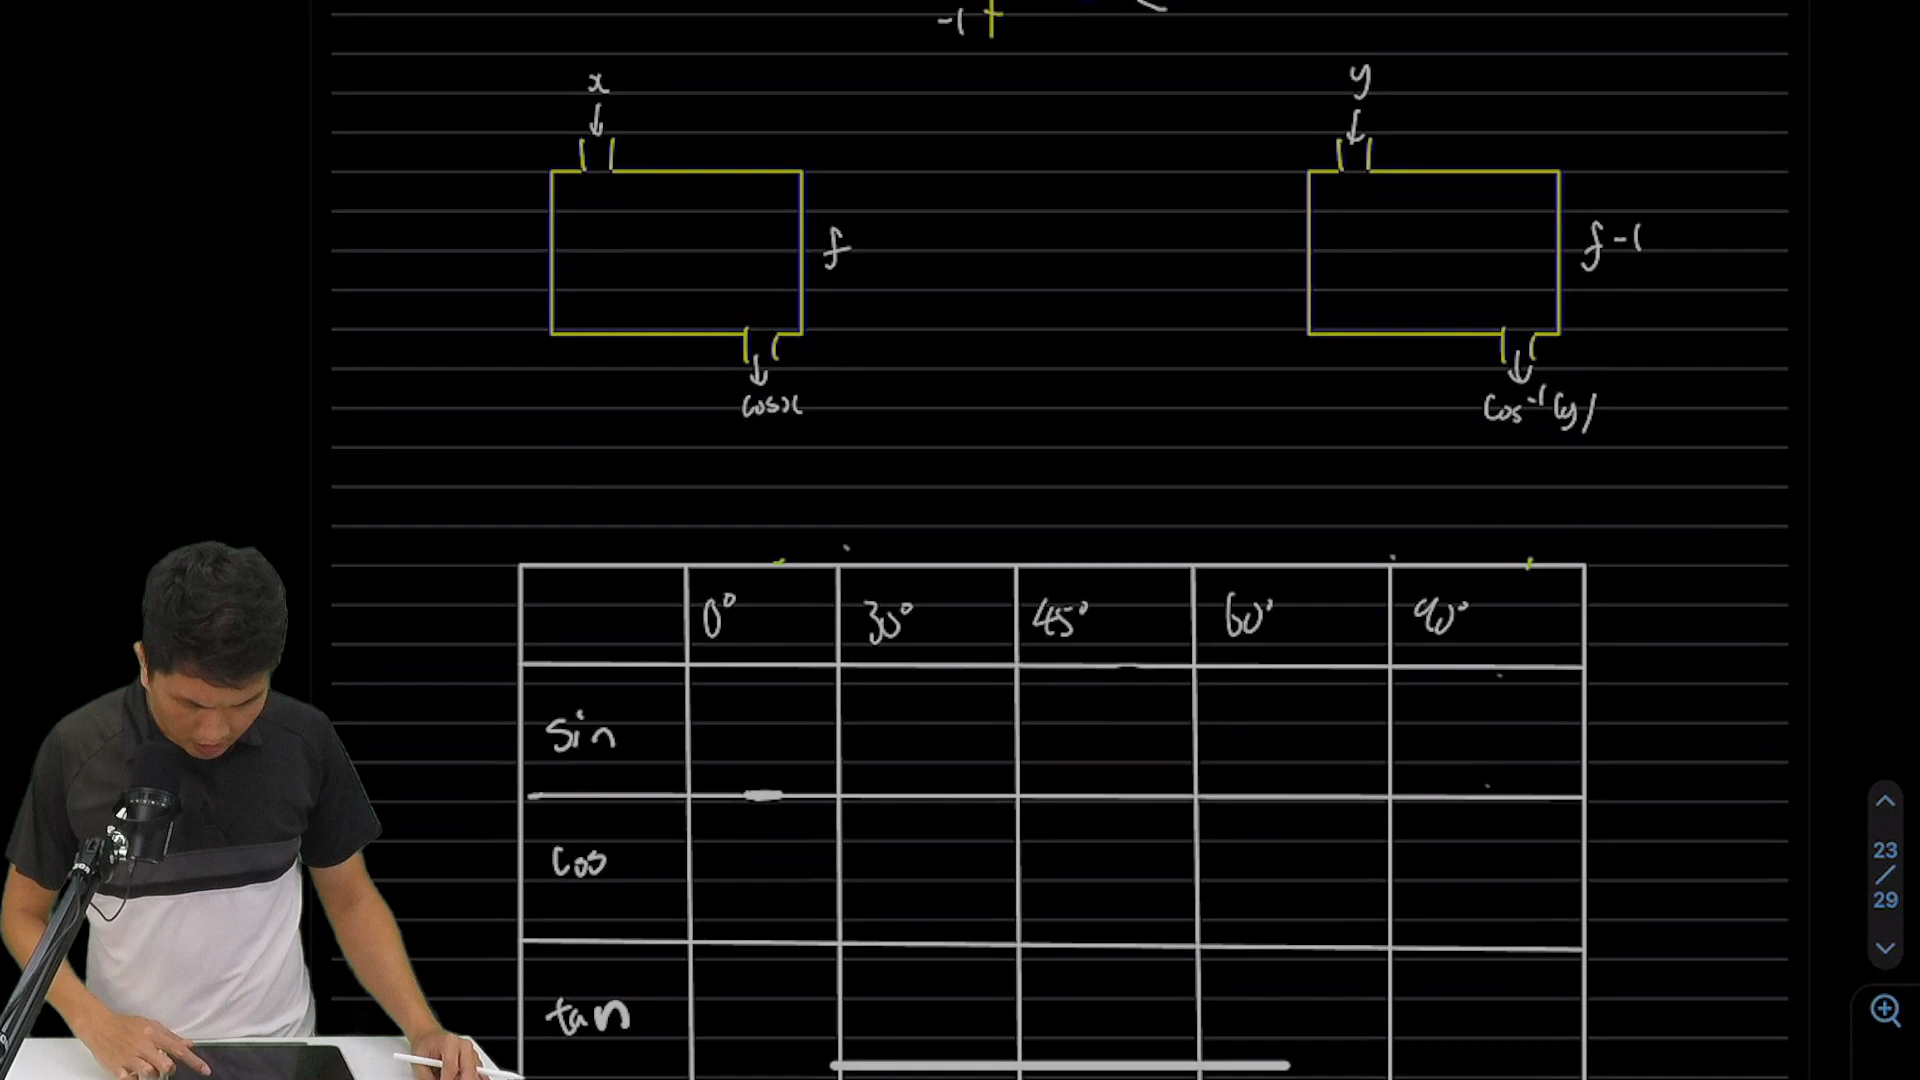 -1
x y
f f-1
cosx cos⁻¹(y)
0° 30° 45° 60° 90°
Sin
Cos
tan
23
/
29